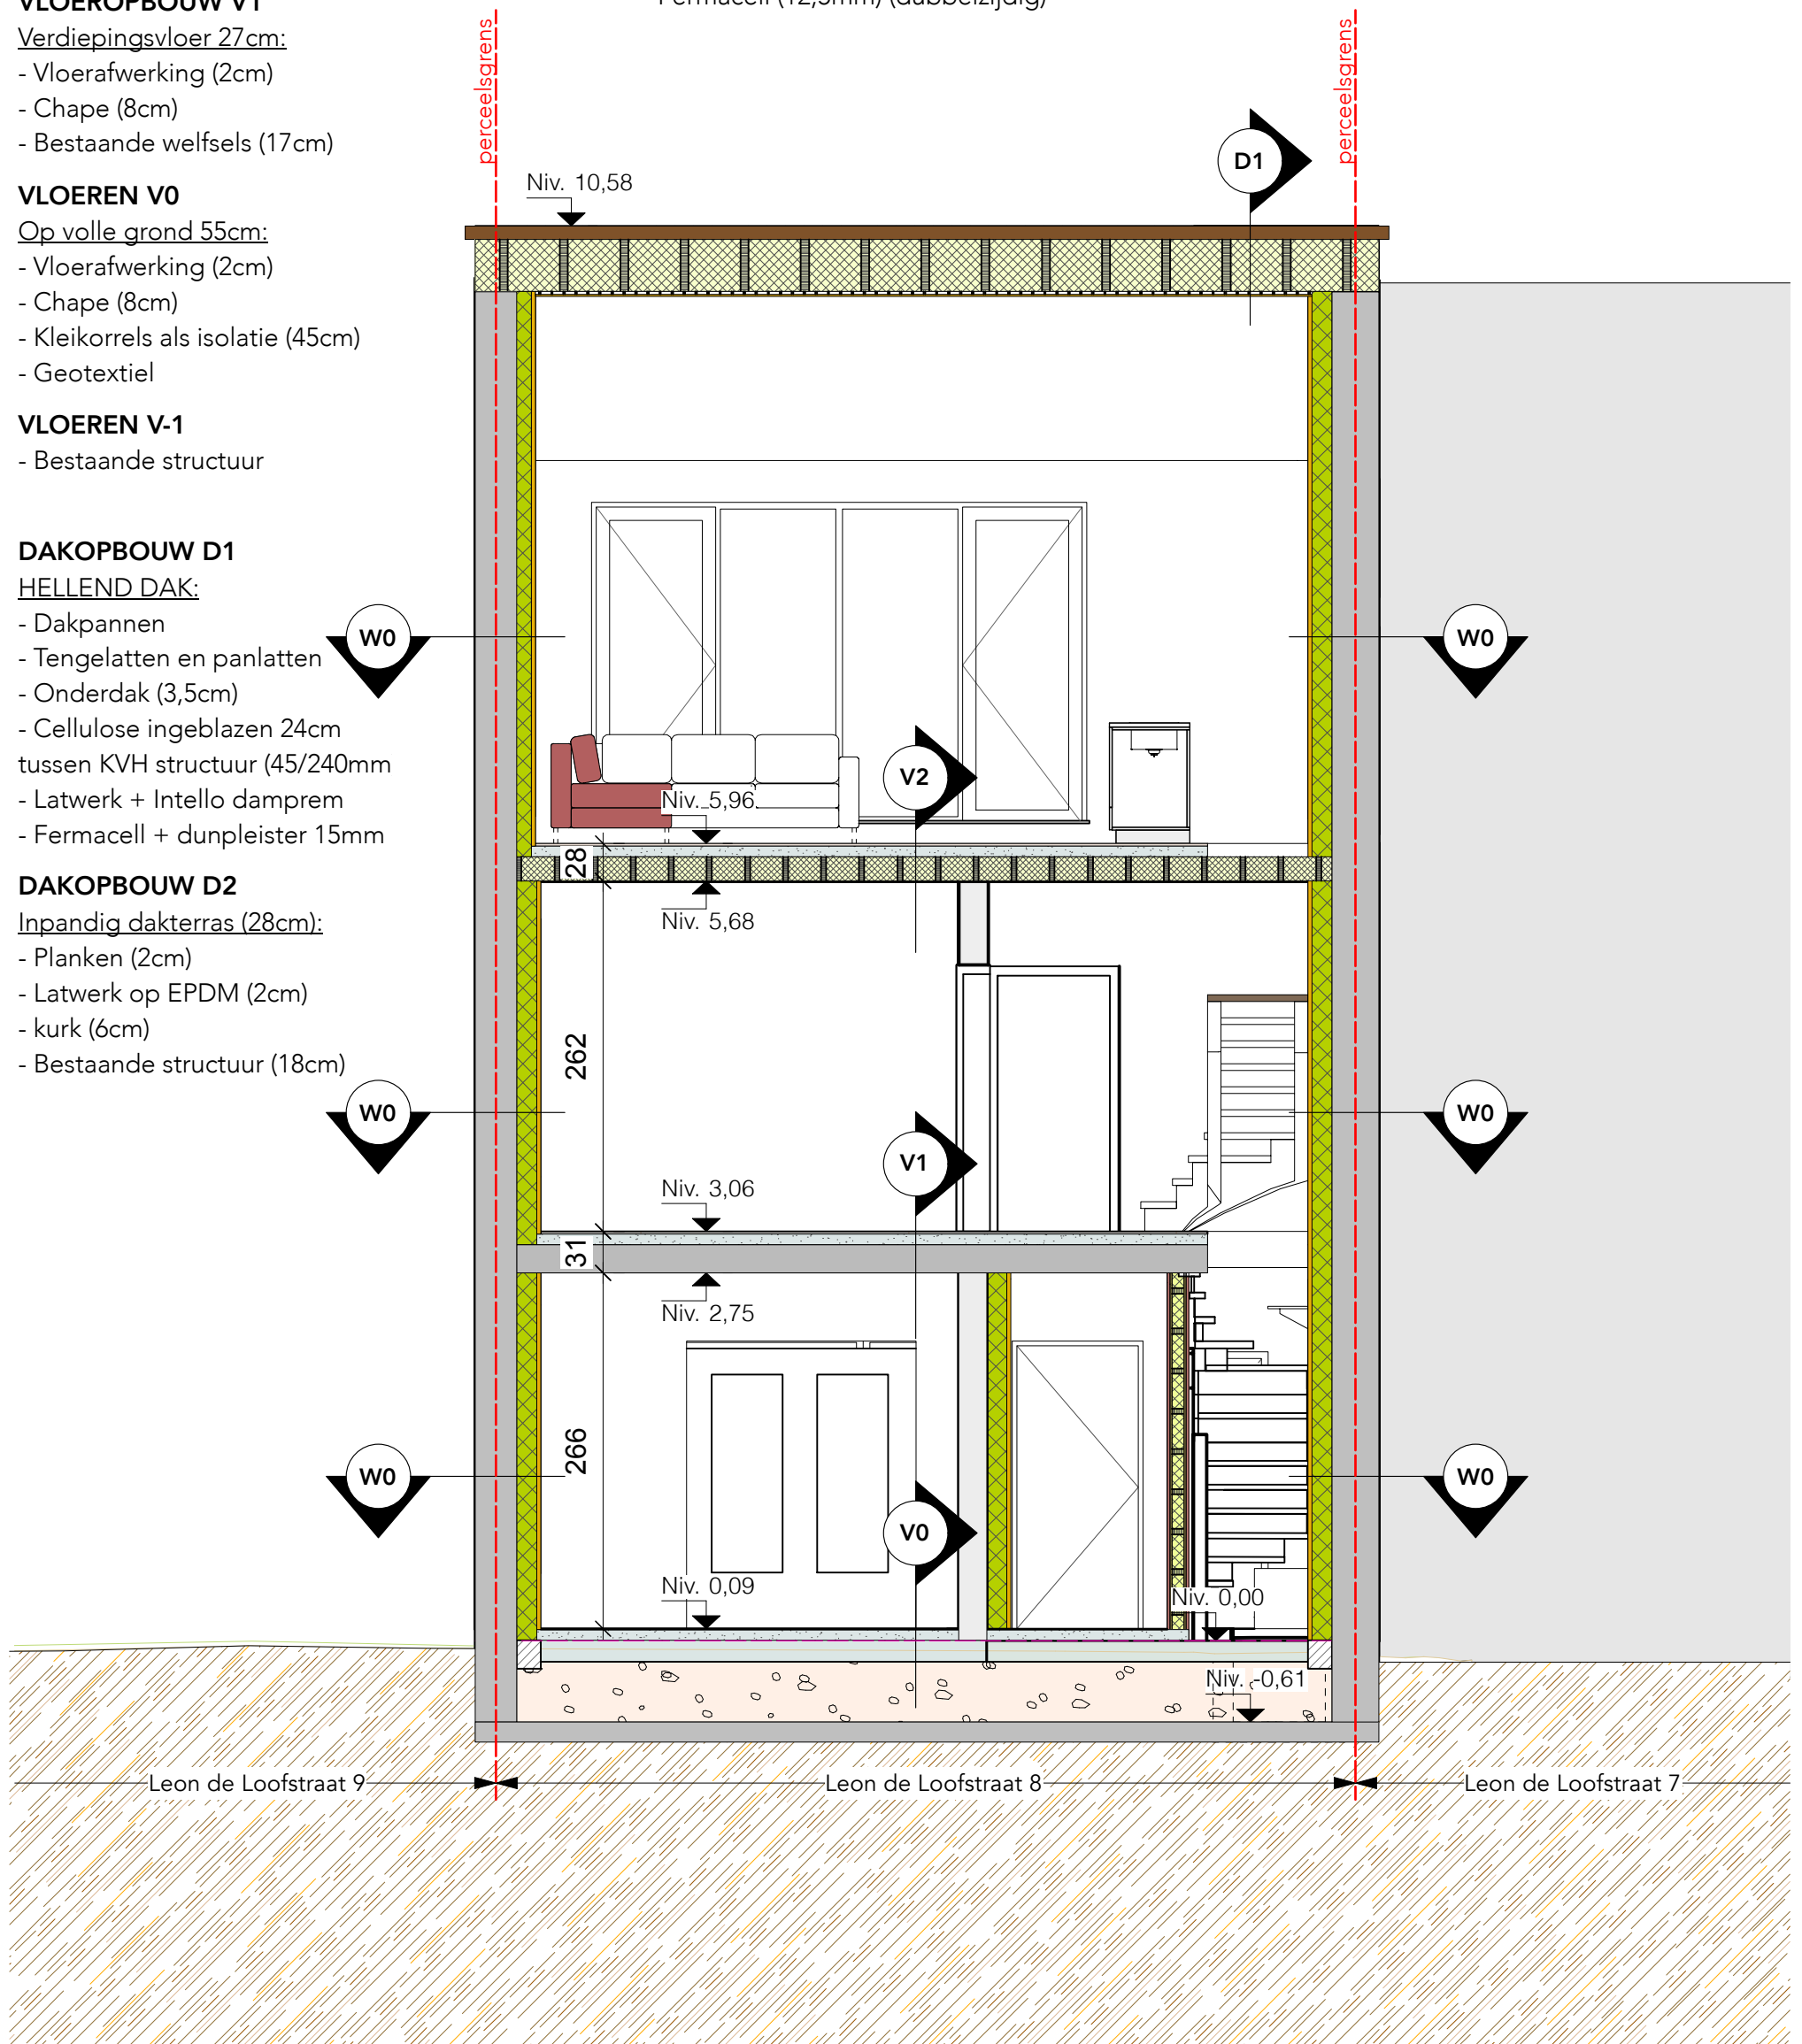 VLOEROPBOUW V1
Verdiepingsvloer 27cm:
- Vloerafwerking (2cm)
- Chape (8cm)
- Bestaande welfsels (17cm)
VLOEREN V0
Op volle grond 55cm:
- Vloerafwerking (2cm)
- Chape (8cm)
- Kleikorrels als isolatie (45cm)
- Geotextiel
VLOEREN V-1
- Bestaande structuur
DAKOPBOUW D1
HELLEND DAK:
- Dakpannen
- Tengelatten en panlatten
- Onderdak (3,5cm)
- Cellulose ingeblazen 24cm
tussen KVH structuur (45/240mm
- Latwerk + Intello damprem
- Fermacell + dunpleister 15mm
DAKOPBOUW D2
Inpandig dakterras (28cm):
- Planken (2cm)
- Latwerk op EPDM (2cm)
- kurk (6cm)
- Bestaande structuur (18cm)
Fermacell (12,5mm) (dubbelzijdig)
perceelsgrens
perceelsgrens
D1
Niv. 10,58
W0
W0
V2
Niv. 5,96
28
Niv. 5,68
262
W0
W0
V1
Niv. 3,06
31
Niv. 2,75
266
W0
W0
V0
Niv. 0,09
Niv. 0,00
Niv. -0,61
Leon de Loofstraat 9
Leon de Loofstraat 8
Leon de Loofstraat 7